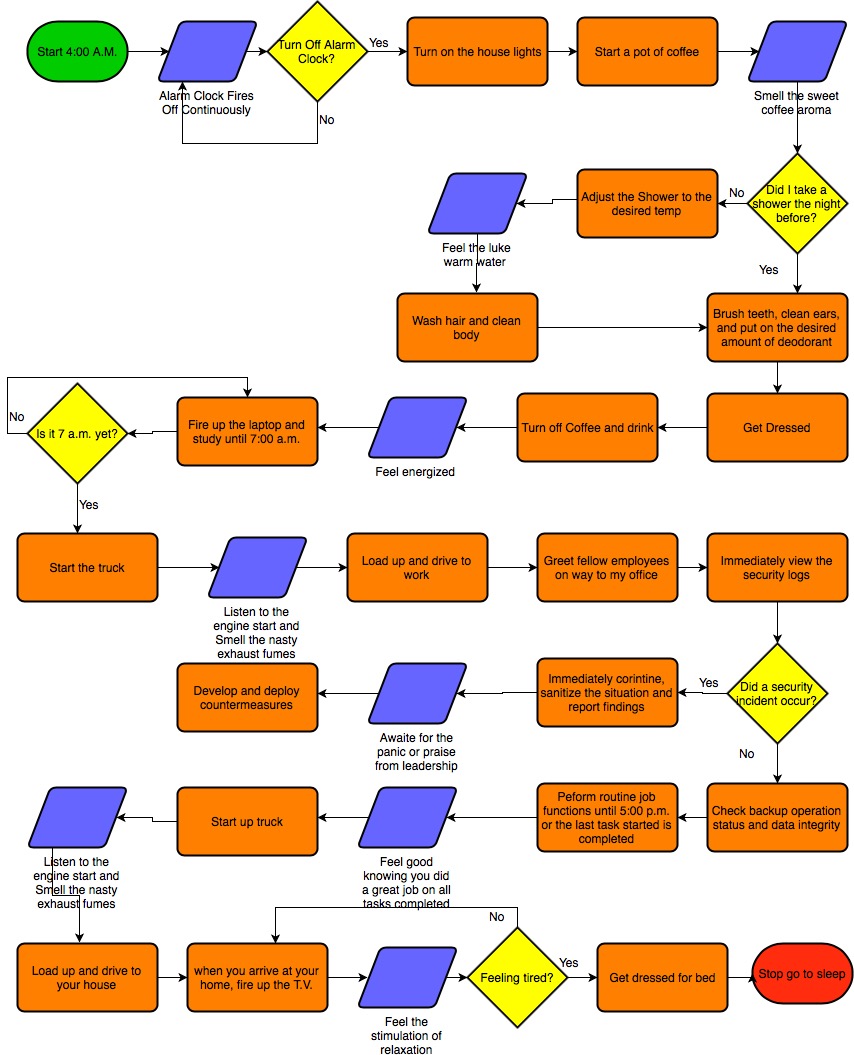 Start 4:00 A.M.
Alarm Clock Fires
Off Continuously
Turn Off Alarm
Clock?
Yes
No
Turn on the house lights
Start a pot of coffee
Smell the sweet
coffee aroma
Did I take a
shower the night
before?
No
Yes
Adjust the Shower to the
desired temp
Feel the luke
warm water
Wash hair and clean
body
Brush teeth, clean ears,
and put on the desired
amount of deodorant
Get Dressed
Turn off Coffee and drink
Feel energized
Fire up the laptop and
study until 7:00 a.m.
Is it 7 a.m. yet?
No
Yes
Start the truck
Listen to the
engine start and
Smell the nasty
exhaust fumes
Load up and drive to
work
Greet fellow employees
on way to my office
Immediately view the
security logs
Did a security
incident occur?
Yes
No
Immediately corintine,
sanitize the situation and
report findings
Awaite for the
panic or praise
from leadership
Develop and deploy
countermeasures
Check backup operation
status and data integrity
Peform routine job
functions until 5:00 p.m.
or the last task started is
completed
Feel good
knowing you did
a great job on all
tasks completed
Start up truck
Listen to the
engine start and
Smell the nasty
exhaust fumes
Load up and drive to
your house
when you arrive at your
home, fire up the T.V.
Feel the
stimulation of
relaxation
Feeling tired?
No
Yes
Get dressed for bed
Stop go to sleep